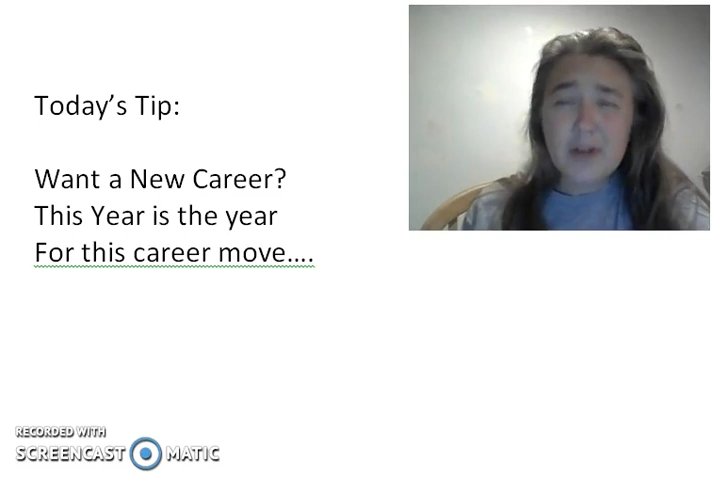 Today's Tip:
Want a New Career?
This Year is the year
For this career move....
RECORDED WITH
SCREENCAST MATIC